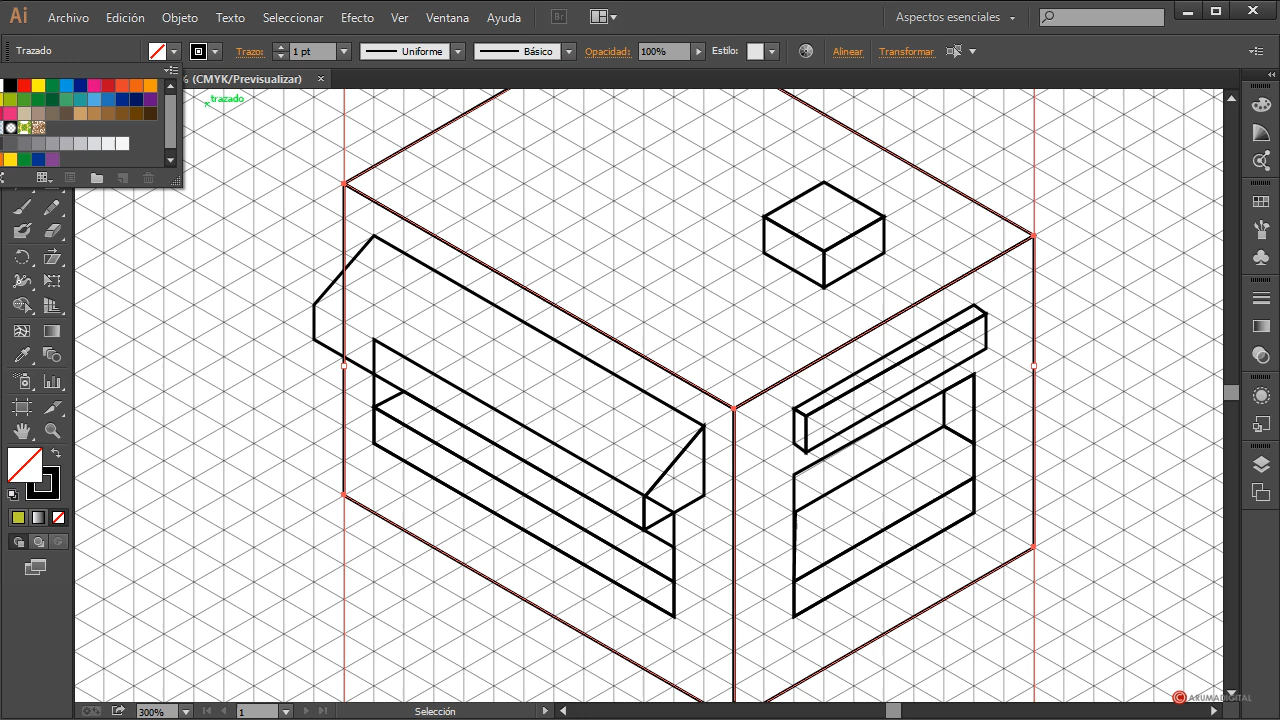 Ai Archivo Edición Objeto Texto Seleccionar Efecto Ver Ventana Ayuda Br Aspectos esenciales
Trazado Trazo: 1 pt Uniforme Básico Opacidad: 100% Estilo: Alinear Transformar
% (CMYK/Previsualizar) ×
trazado
© ARUMADIGITAL
300% 1 Selección